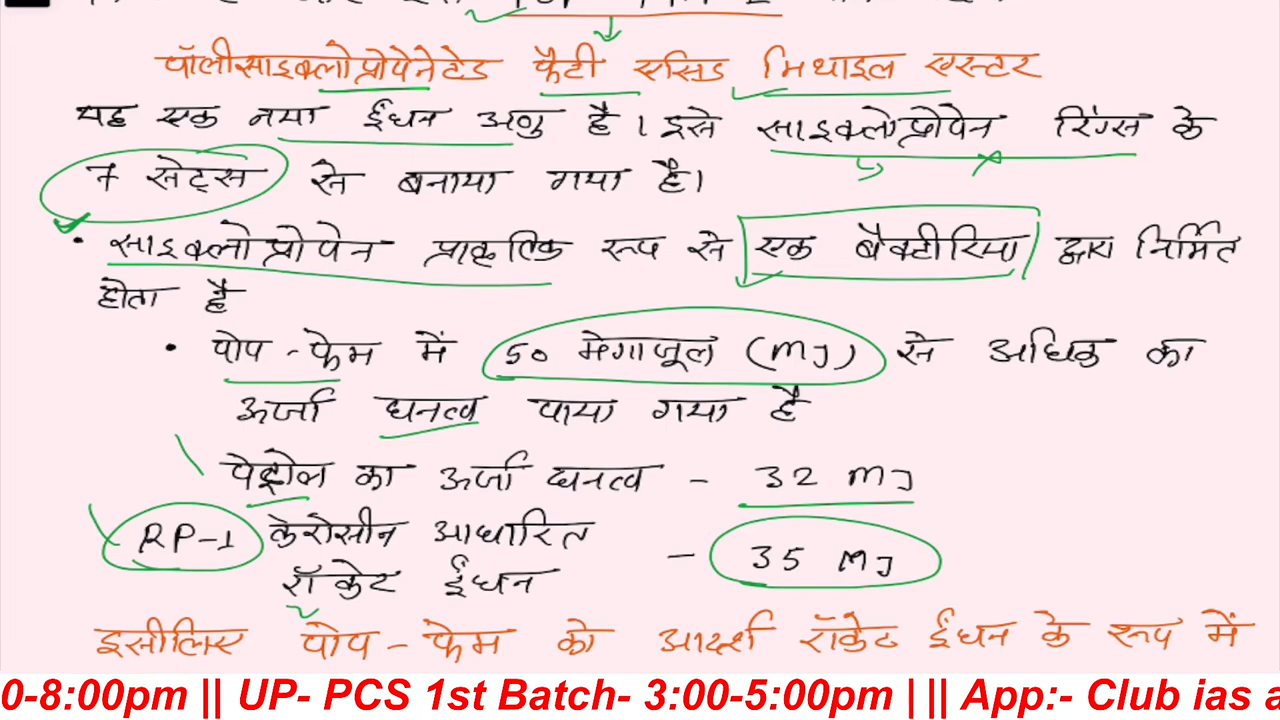 पॉलीसाइक्लोप्रोपेनेटेड फैटी एसिड मिथाइल एस्टर
यह एक नया ईंधन अणु है। इसे साइक्लोप्रोपेन रिंग्स के
7 सेट्स से बनाया गया है।
• साइक्लोप्रोपेन प्राकृतिक रूप से एक बैक्टीरिया द्वारा निर्मित
होता है
• पोप-फेम में 50 मेगाजूल (MJ) से अधिक का
ऊर्जा घनत्व पाया गया है
पेट्रोल का ऊर्जा घनत्व - 32 MJ
RP-1 केरोसीन आधारित
रॉकेट ईंधन - 35 MJ
इसीलिए पोप-फेम को आदर्श रॉकेट ईंधन के रूप में
0-8:00pm || UP- PCS 1st Batch- 3:00-5:00pm | || App:- Club ias a